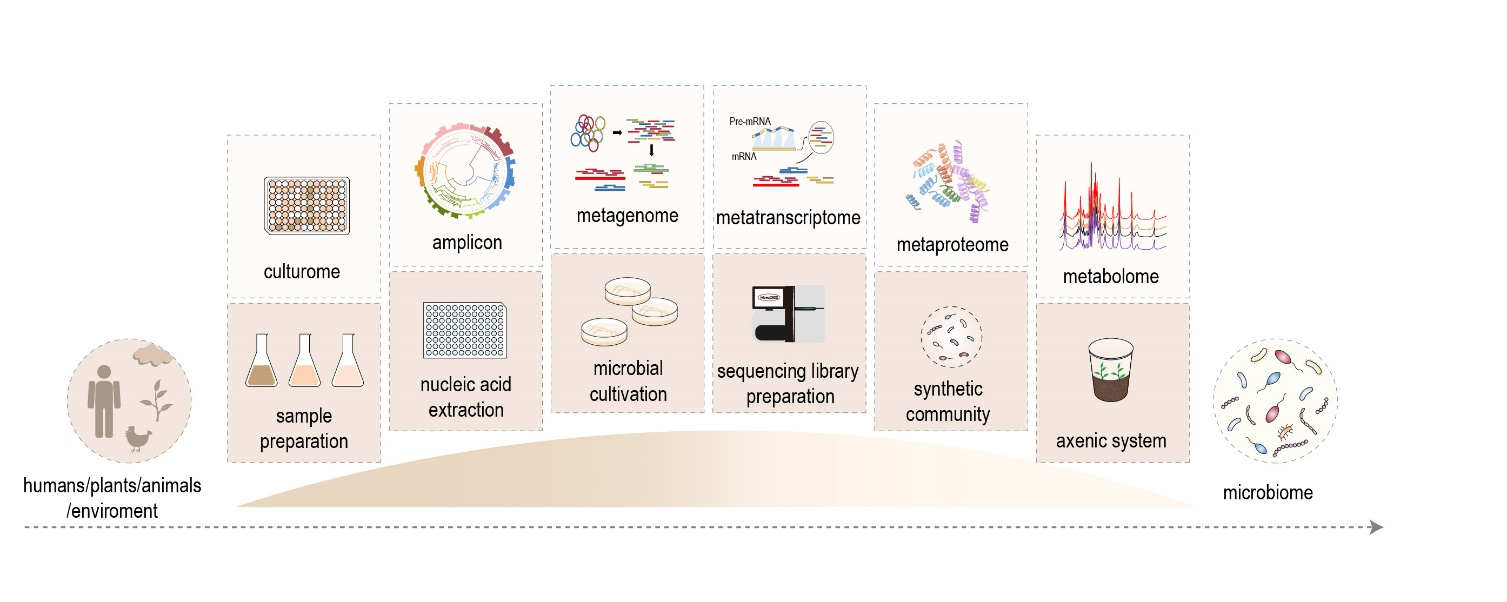 culturome
amplicon
metagenome
Pre-mRNA
mRNA
metatranscriptome
metaproteome
metabolome
humans/plants/animals
/enviroment
sample
preparation
nucleic acid
extraction
microbial
cultivation
sequencing library
preparation
synthetic
community
axenic system
microbiome